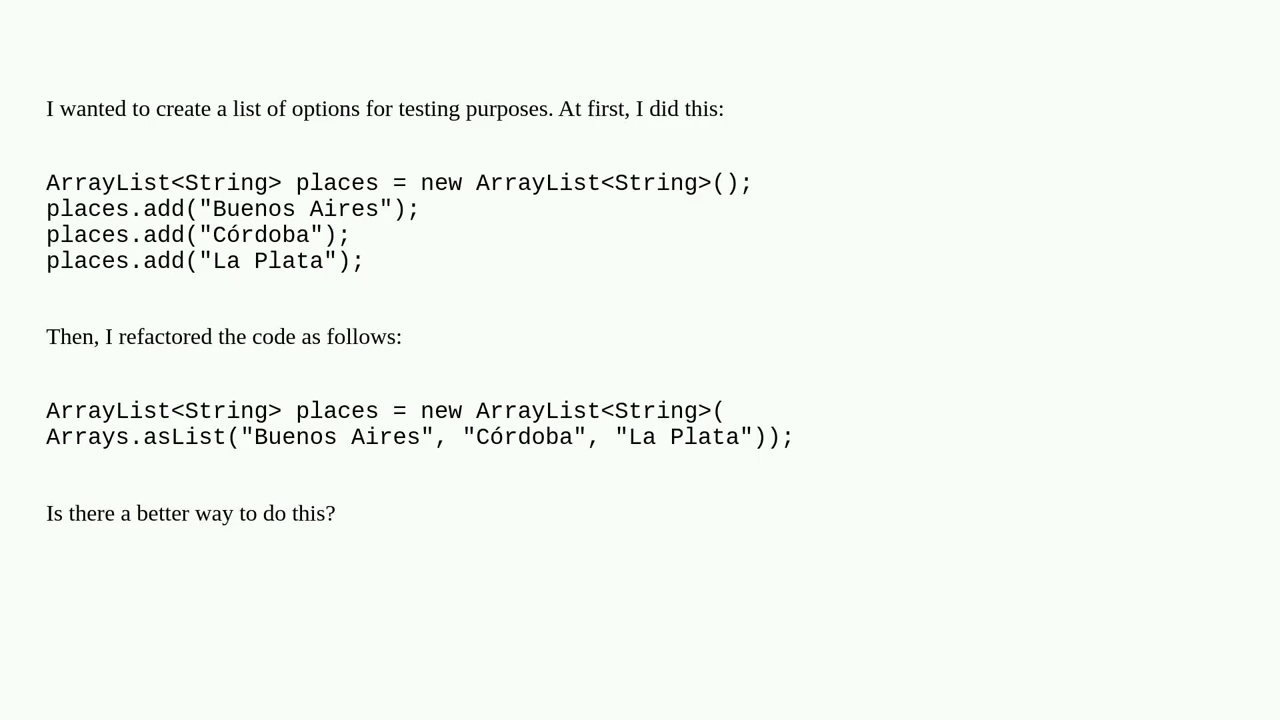 I wanted to create a list of options for testing purposes. At first, I did this:
ArrayList<String> places = new ArrayList<String>();
places.add("Buenos Aires");
places.add("Córdoba");
places.add("La Plata");
Then, I refactored the code as follows:
ArrayList<String> places = new ArrayList<String>(
Arrays.asList("Buenos Aires", "Córdoba", "La Plata"));
Is there a better way to do this?